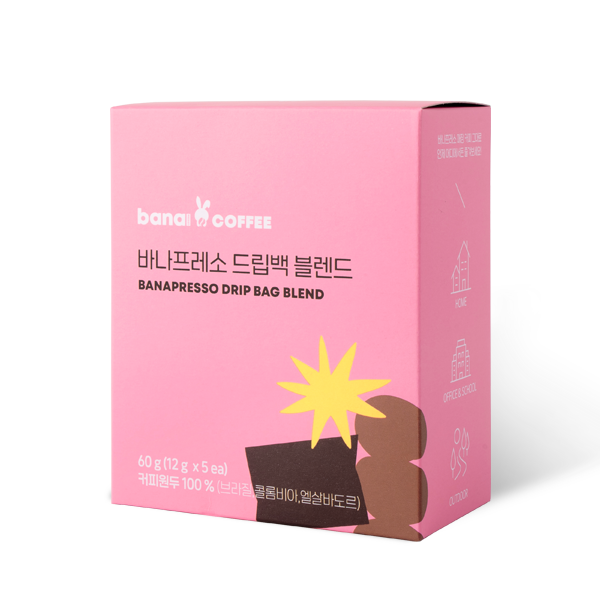 bana COFFEE
바나프레소 드립백 블렌드
BANAPRESSO DRIP BAG BLEND
60 g (12 g x 5 ea)
커피원두 100 % (브라질,콜롬비아,엘살바도르)
HOME
OFFICE & SCHOOL
OUTDOOR